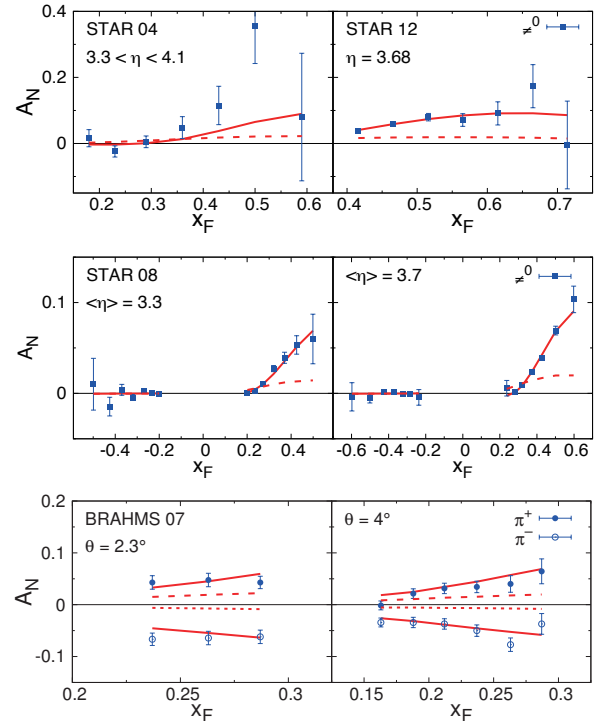 STAR 04
3.3 < η < 4.1
STAR 12
η = 3.68
≠⁰
A_N
0.4
0.2
0
0.2 0.3 0.4 0.5 0.6
0.4 0.5 0.6 0.7
x_F
x_F
STAR 08
<η> = 3.3
<η> = 3.7
≠⁰
A_N
0.1
0
-0.4 -0.2 0 0.2 0.4
-0.6 -0.4 -0.2 0 0.2 0.4 0.6
x_F
x_F
BRAHMS 07
θ = 2.3°
θ = 4°
π⁺
π⁻
A_N
0.2
0.1
0
-0.1
0.2 0.25 0.3
0.15 0.2 0.25 0.3
x_F
x_F